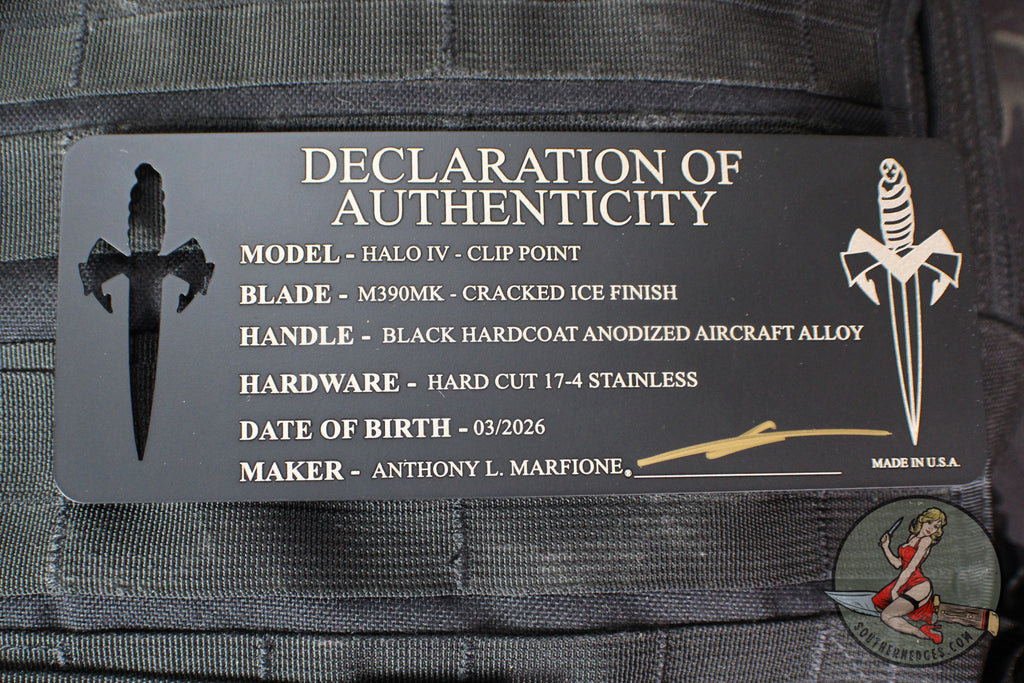 DECLARATION OF
AUTHENTICITY
MODEL - HALO IV - CLIP POINT
BLADE - M390MK - CRACKED ICE FINISH
HANDLE - BLACK HARDCOAT ANODIZED AIRCRAFT ALLOY
HARDWARE - HARD CUT 17-4 STAINLESS
DATE OF BIRTH - 03/2026
MAKER - ANTHONY L. MARFIONE
MADE IN U.S.A.
SOUTHERNEDGES.COM